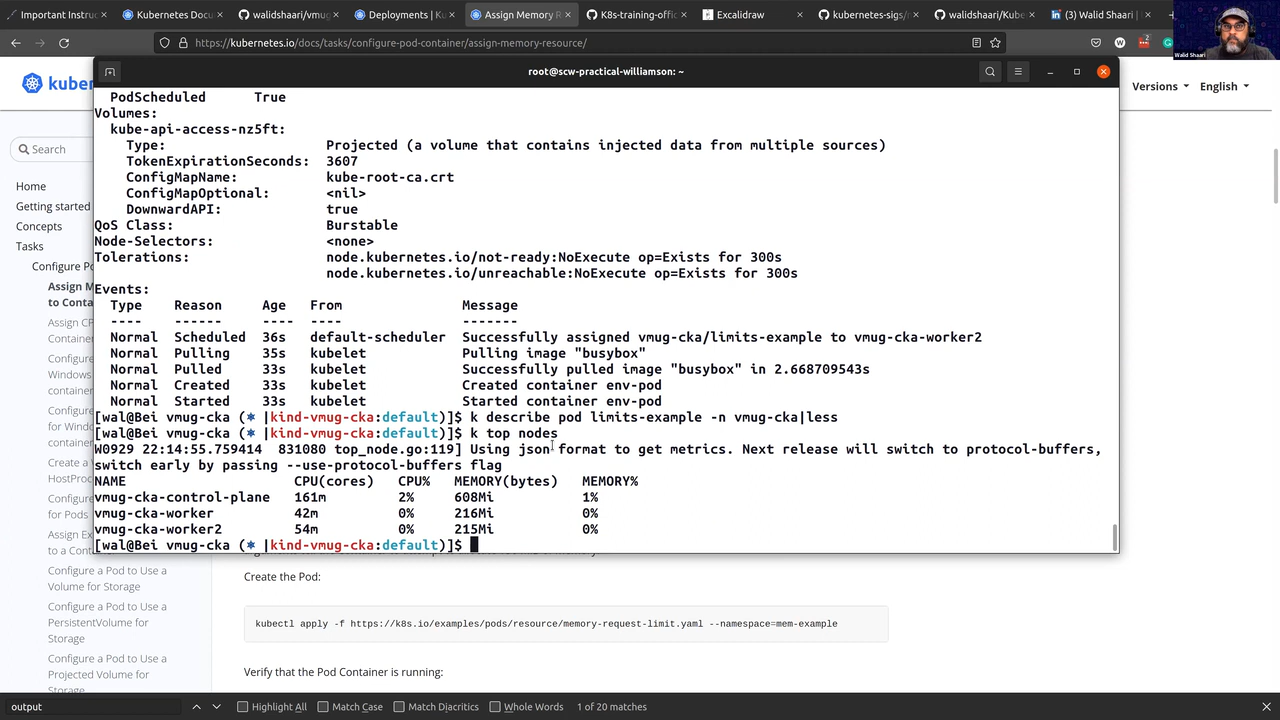 Important Instruc
Kubernetes Docu
walidshaari/vmug
Deployments | Ku
Assign Memory R
K8s-training-offic
Excalidraw
kubernetes-sigs/
walidshaari/Kube
(3) Walid Shaari |
https://kubernetes.io/docs/tasks/configure-pod-container/assign-memory-resource/
Walid Shaari
kube
Versions
English
Search
Home
Getting started
Concepts
Tasks
Configure Po
Assign Mem
to Contai
Assign CP
Container
Configure
Windows
container
Configure
Configure
to
Create a
HostProc
Configure
for Pods
Assign Ex
to a Conta
Configure a Pod to Use a
Volume for Storage
Configure a Pod to Use a
PersistentVolume for
Storage
Configure a Pod to Use a
Projected Volume for
Storage
root@scw-practical-williamson: ~
PodScheduled True
Volumes:
kube-api-access-nz5ft:
Type: Projected (a volume that contains injected data from multiple sources)
TokenExpirationSeconds: 3607
ConfigMapName: kube-root-ca.crt
ConfigMapOptional: <nil>
DownwardAPI: true
QoS Class: Burstable
Node-Selectors: <none>
Tolerations: node.kubernetes.io/not-ready:NoExecute op=Exists for 300s
node.kubernetes.io/unreachable:NoExecute op=Exists for 300s
Events:
Type Reason Age From Message
---- ------ ---- ---- -------
Normal Scheduled 36s default-scheduler Successfully assigned vmug-cka/limits-example to vmug-cka-worker2
Normal Pulling 35s kubelet Pulling image "busybox"
Normal Pulled 33s kubelet Successfully pulled image "busybox" in 2.668709543s
Normal Created 33s kubelet Created container env-pod
Normal Started 33s kubelet Started container env-pod
[wal@Bei vmug-cka (⎈ |kind-vmug-cka:default)]$ k describe pod limits-example -n vmug-cka|less
[wal@Bei vmug-cka (⎈ |kind-vmug-cka:default)]$ k top nodes
W0929 22:14:55.759414 831080 top_node.go:119] Using json format to get metrics. Next release will switch to protocol-buffers,
switch early by passing --use-protocol-buffers flag
NAME CPU(cores) CPU% MEMORY(bytes) MEMORY%
vmug-cka-control-plane 161m 2% 608Mi 1%
vmug-cka-worker 42m 0% 216Mi 0%
vmug-cka-worker2 54m 0% 215Mi 0%
[wal@Bei vmug-cka (⎈ |kind-vmug-cka:default)]$
Create the Pod:
kubectl apply -f https://k8s.io/examples/pods/resource/memory-request-limit.yaml --namespace=mem-example
Verify that the Pod Container is running:
output
Highlight All
Match Case
Match Diacritics
Whole Words
1 of 20 matches